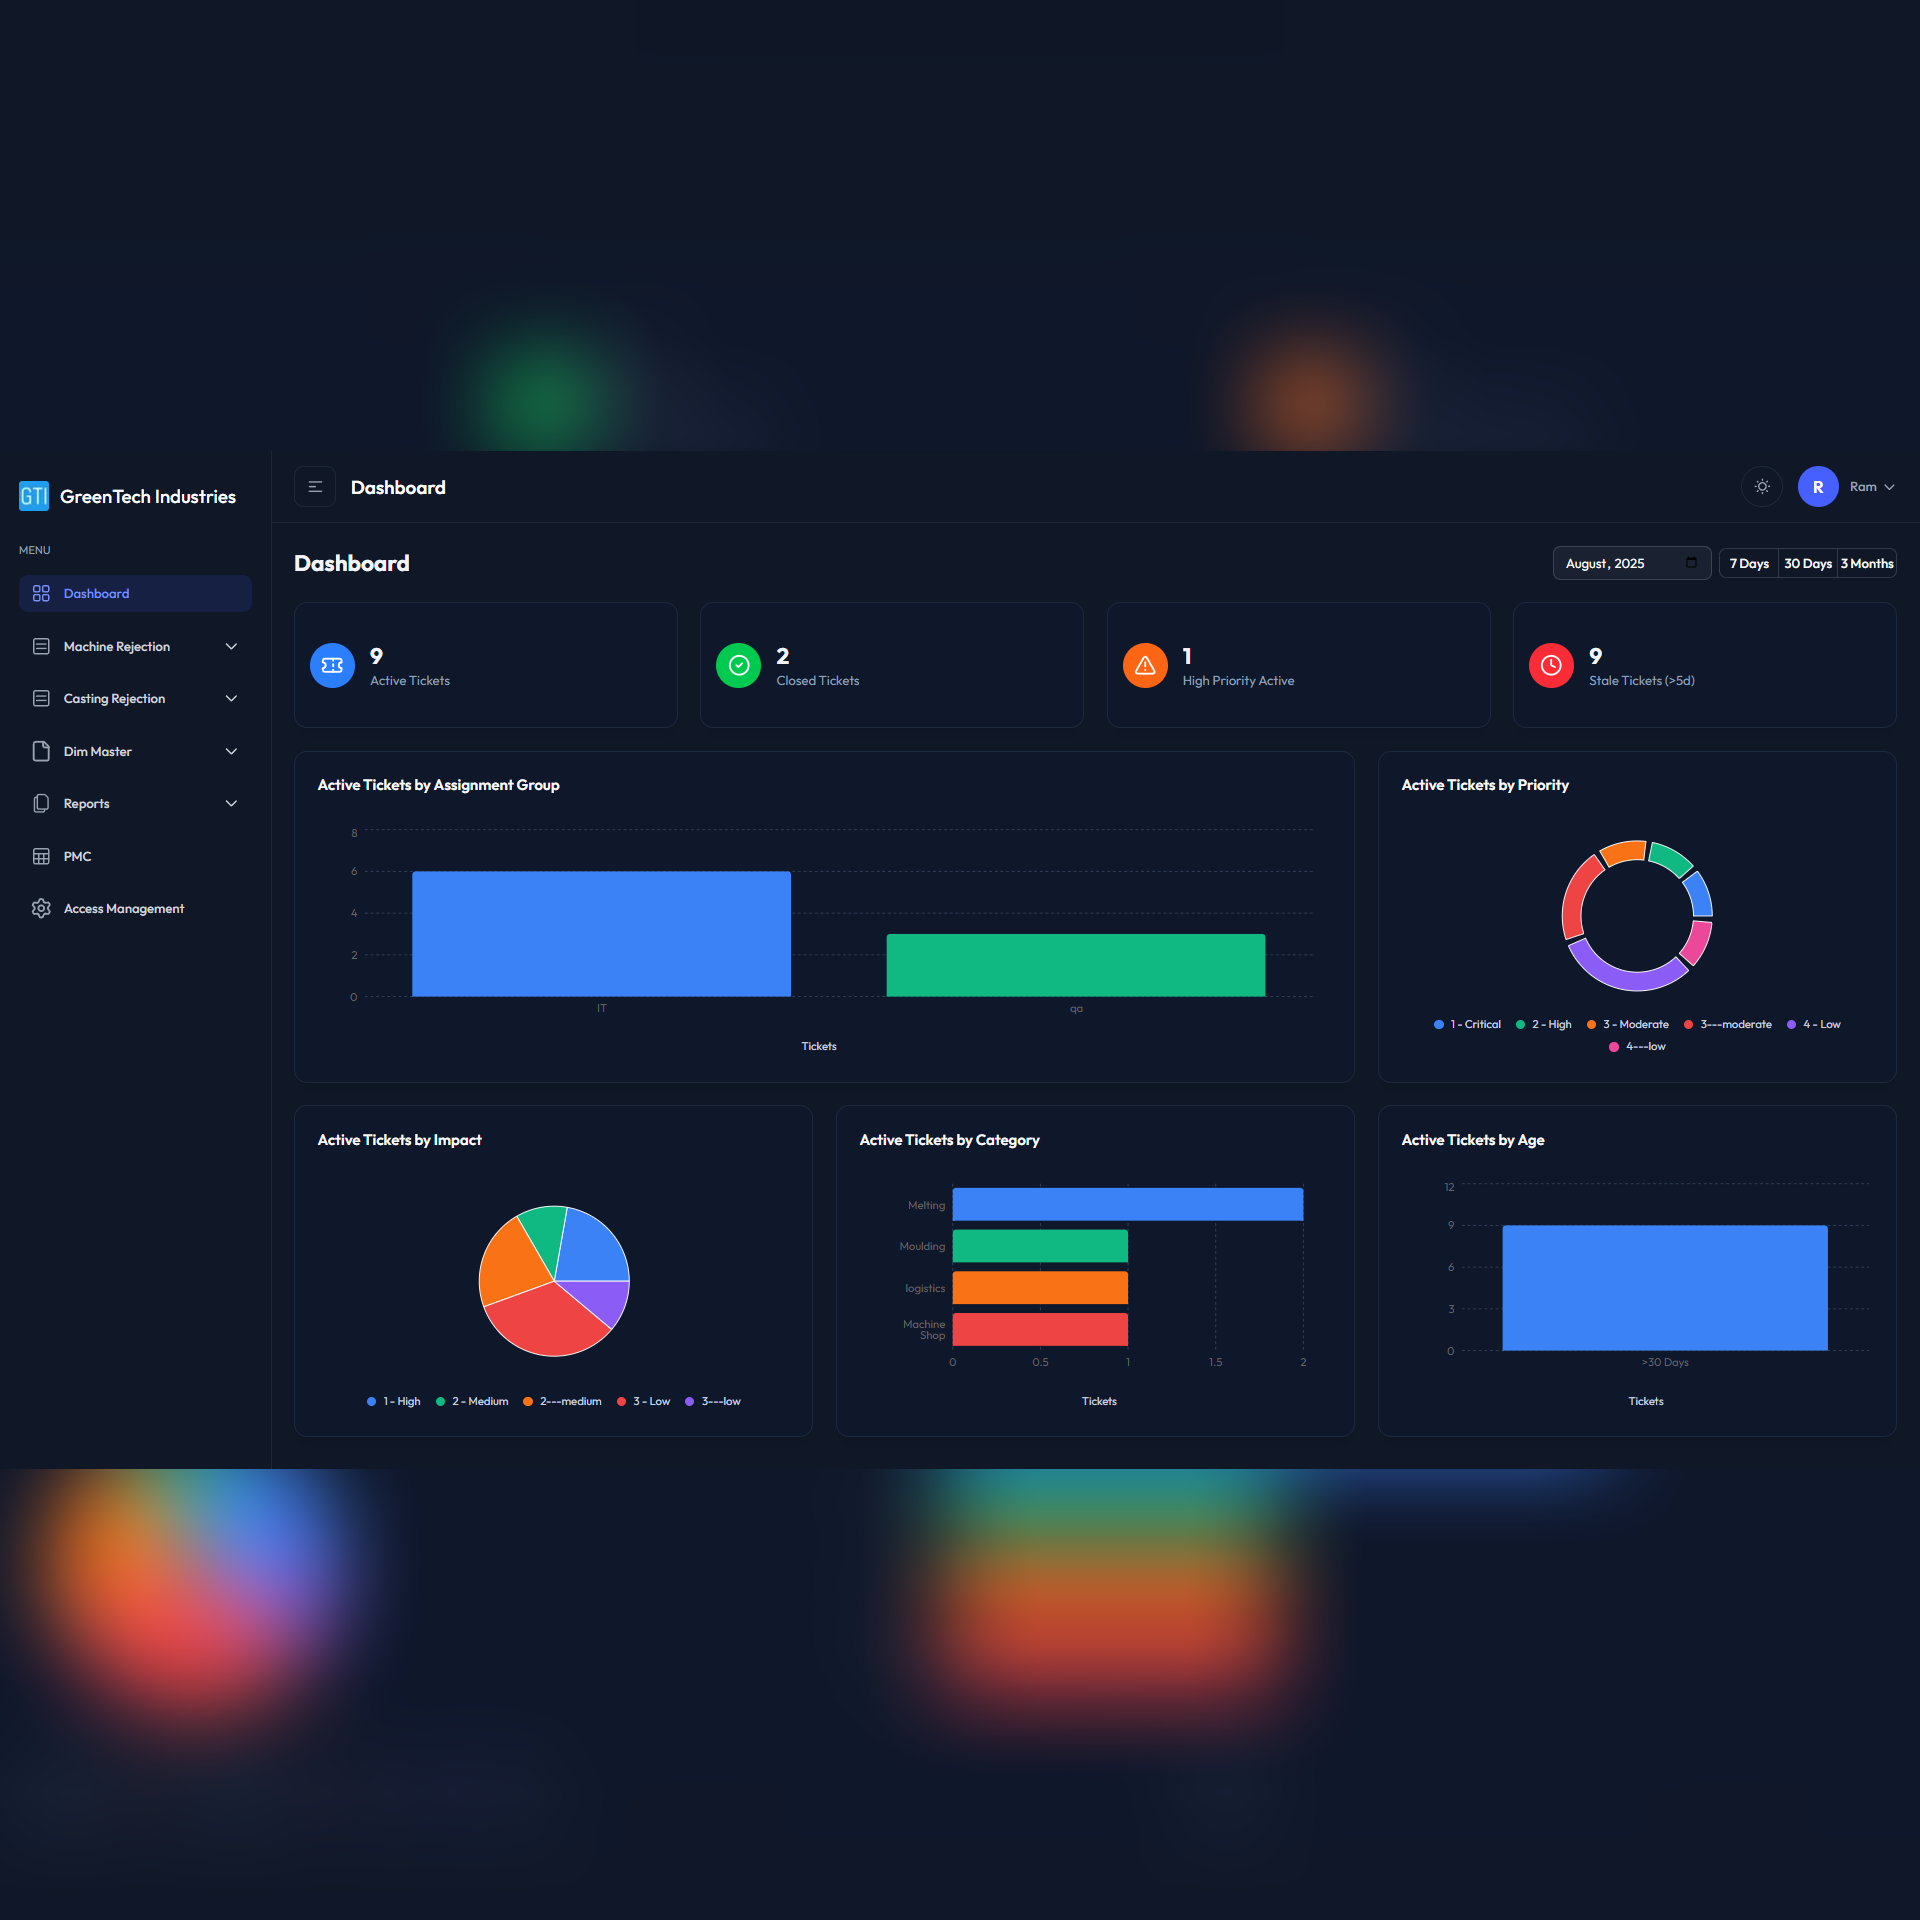 GTI GreenTech Industries
MENU
Dashboard
Machine Rejection
Casting Rejection
Dim Master
Reports
PMC
Access Management
Dashboard
R Ram
Dashboard
August, 2025
7 Days 30 Days 3 Months
9
Active Tickets
2
Closed Tickets
1
High Priority Active
9
Stale Tickets (>5d)
Active Tickets by Assignment Group
8
6
4
2
0
IT qa
Tickets
Active Tickets by Priority
1 - Critical 2 - High 3 - Moderate 3---moderate 4 - Low
4---low
Active Tickets by Impact
1 - High 2 - Medium 2---medium 3 - Low 3---low
Active Tickets by Category
Melting
Moulding
logistics
Machine
Shop
0 0.5 1 1.5 2
Tickets
Active Tickets by Age
12
9
6
3
0
>30 Days
Tickets